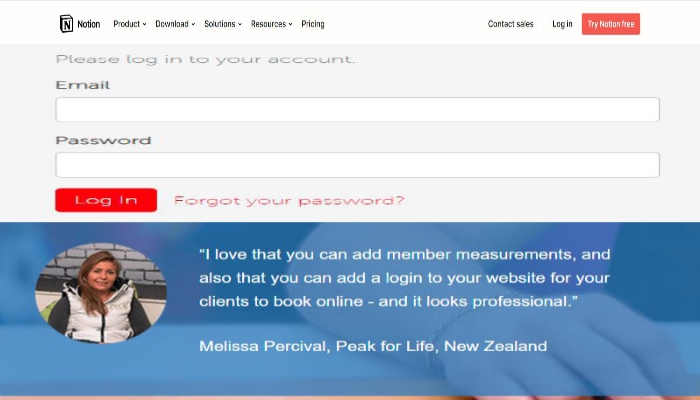 Notion Product Download Solutions Resources Pricing Contact sales Log in Try Notion free
Please log in to your account.
Email
Password
Log In Forgot your password?
“I love that you can add member measurements, and
also that you can add a login to your website for your
clients to book online - and it looks professional.”
Melissa Percival, Peak for Life, New Zealand